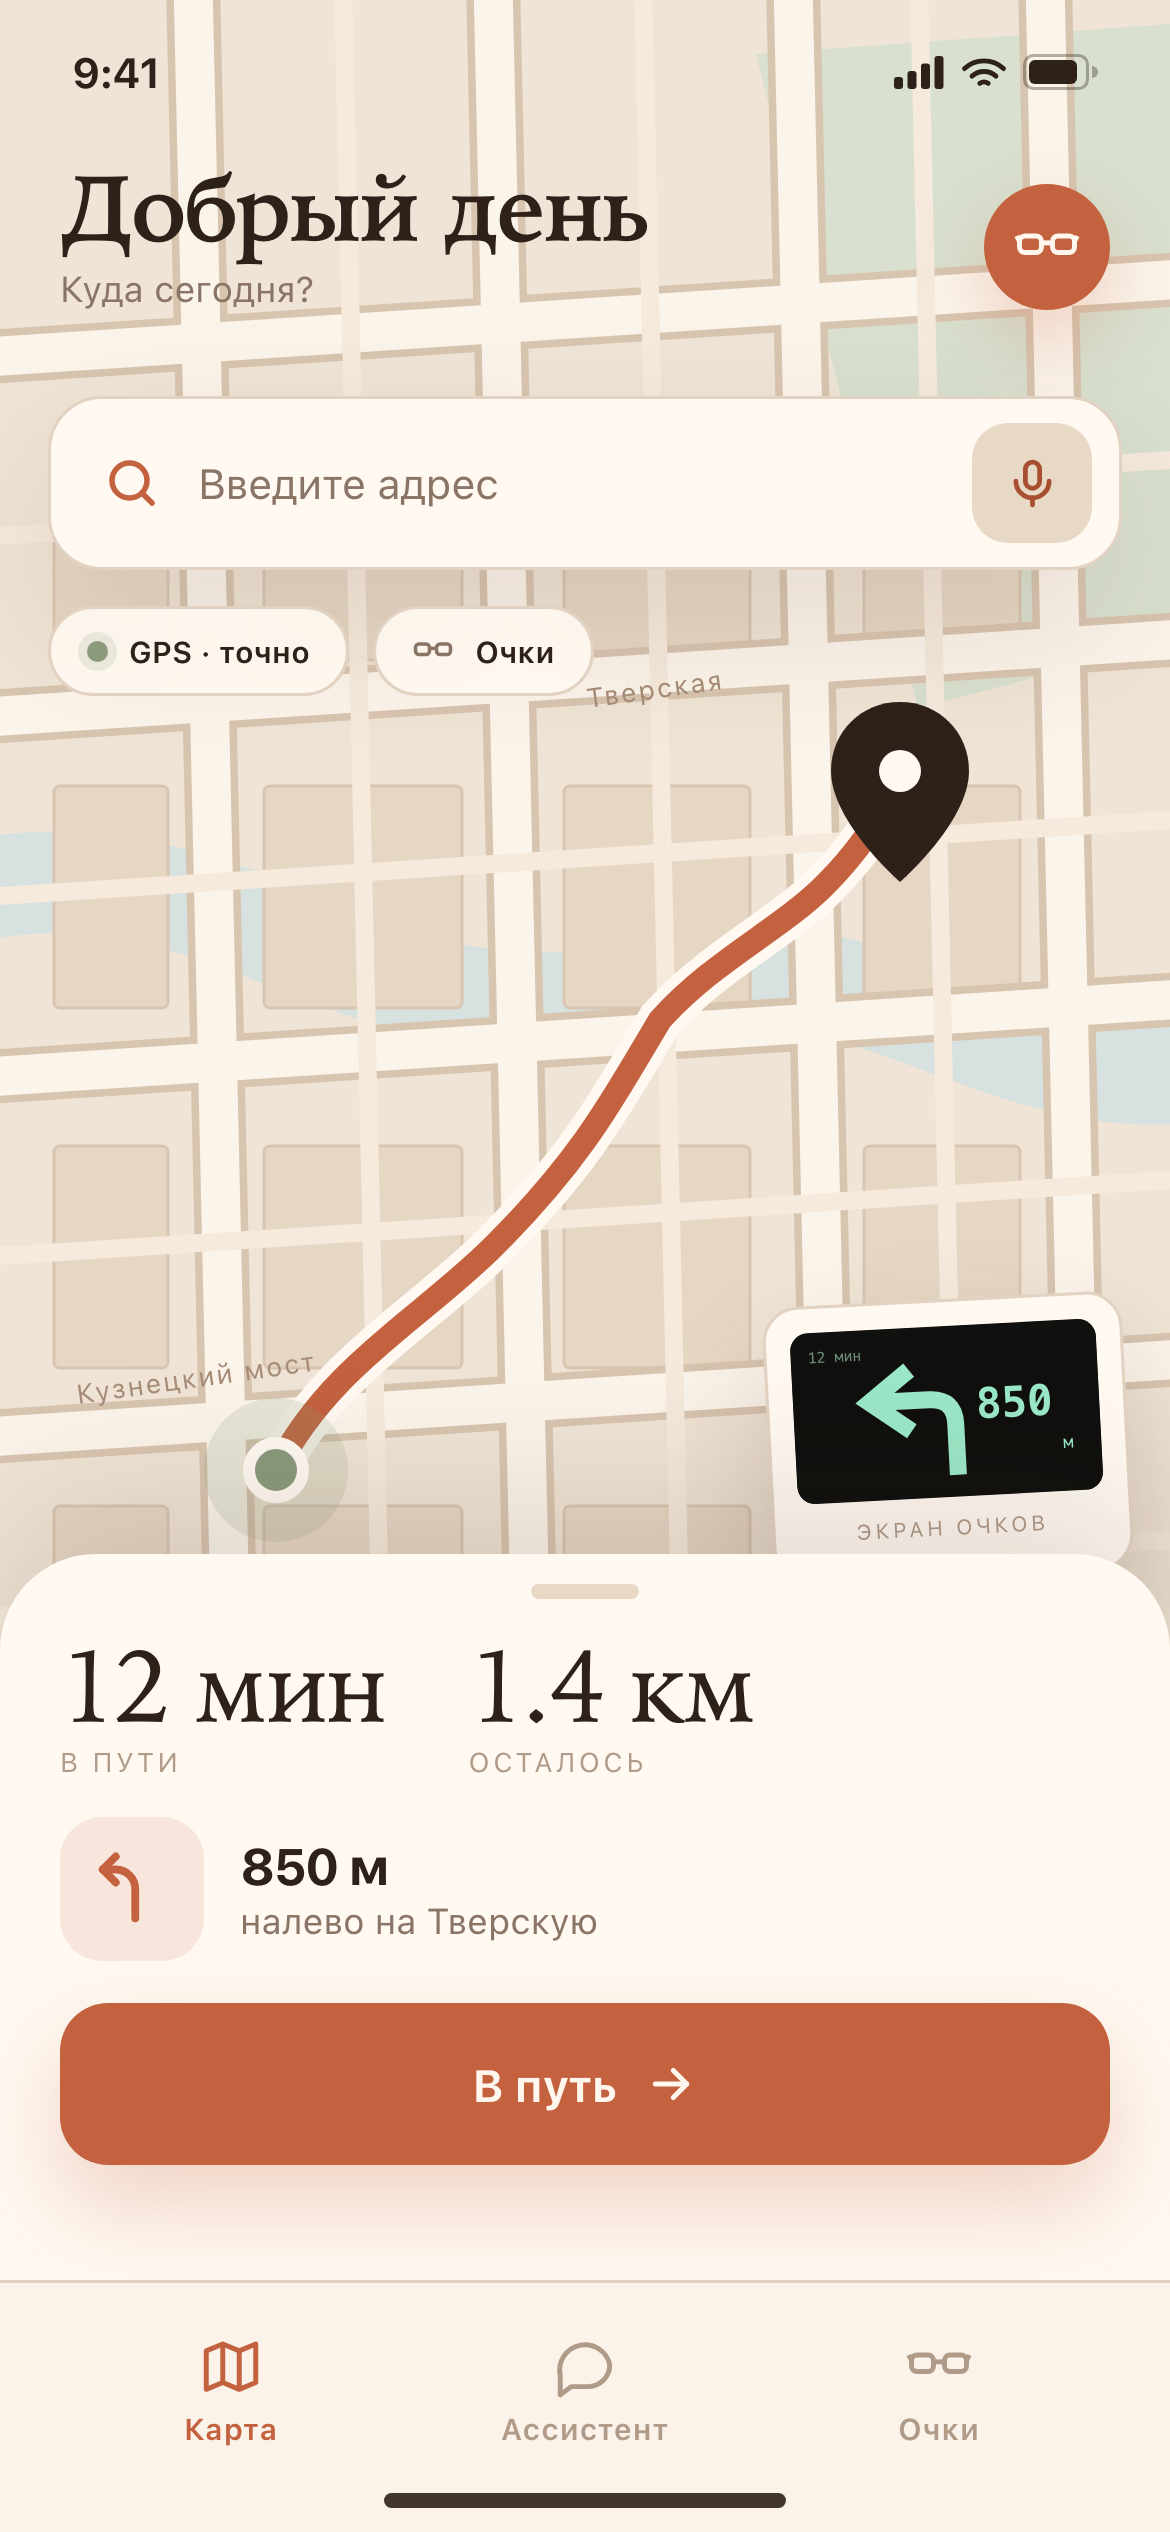 9:41
Добрый день
Куда сегодня?
Введите адрес
GPS · точно
Очки
Тверская
Кузнецкий мост
12 мин
850
м
ЭКРАН ОЧКОВ
12 мин
1.4 км
В ПУТИ
ОСТАЛОСЬ
850 м
налево на Тверскую
В путь →
Карта
Ассистент
Очки